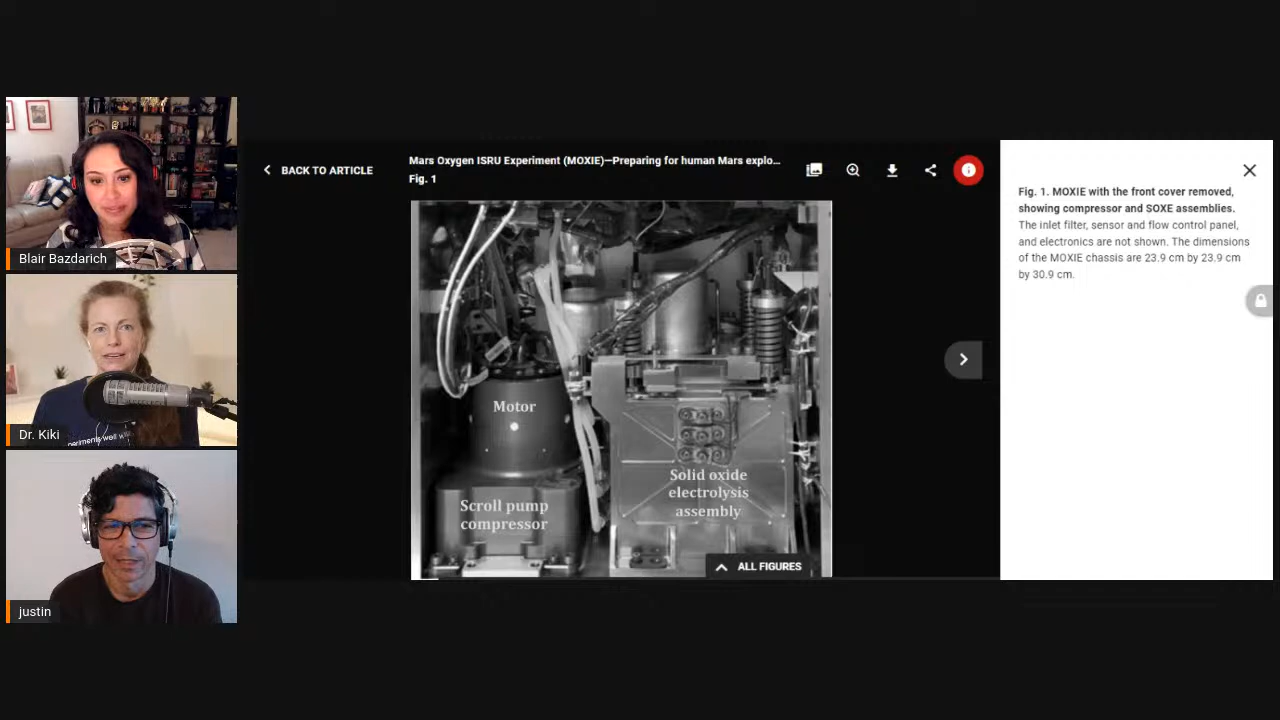 Blair Bazdarich
Dr. Kiki
justin
BACK TO ARTICLE
Mars Oxygen ISRU Experiment (MOXIE)—Preparing for human Mars explo...
Fig. 1
Motor
Scroll pump
compressor
Solid oxide
electrolysis
assembly
ALL FIGURES
Fig. 1. MOXIE with the front cover removed,
showing compressor and SOXE assemblies.
The inlet filter, sensor and flow control panel,
and electronics are not shown. The dimensions
of the MOXIE chassis are 23.9 cm by 23.9 cm
by 30.9 cm.